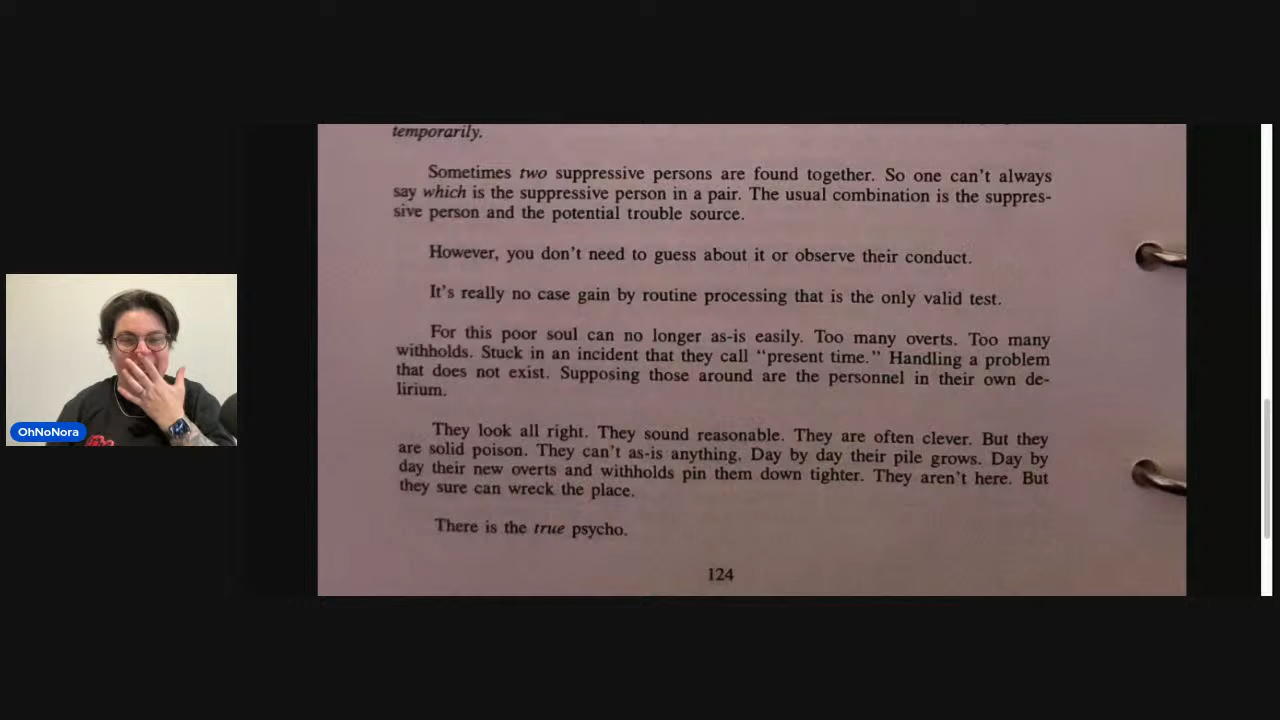 temporarily.
Sometimes two suppressive persons are found together. So one can't always
say which is the suppressive person in a pair. The usual combination is the suppres-
sive person and the potential trouble source.
However, you don't need to guess about it or observe their conduct.
It's really no case gain by routine processing that is the only valid test.
For this poor soul can no longer as-is easily. Too many overts. Too many
withholds. Stuck in an incident that they call "present time." Handling a problem
that does not exist. Supposing those around are the personnel in their own de-
lirium.
They look all right. They sound reasonable. They are often clever. But they
are solid poison. They can't as-is anything. Day by day their pile grows. Day by
day their new overts and withholds pin them down tighter. They aren't here. But
they sure can wreck the place.
There is the true psycho.
124
OhNoNora